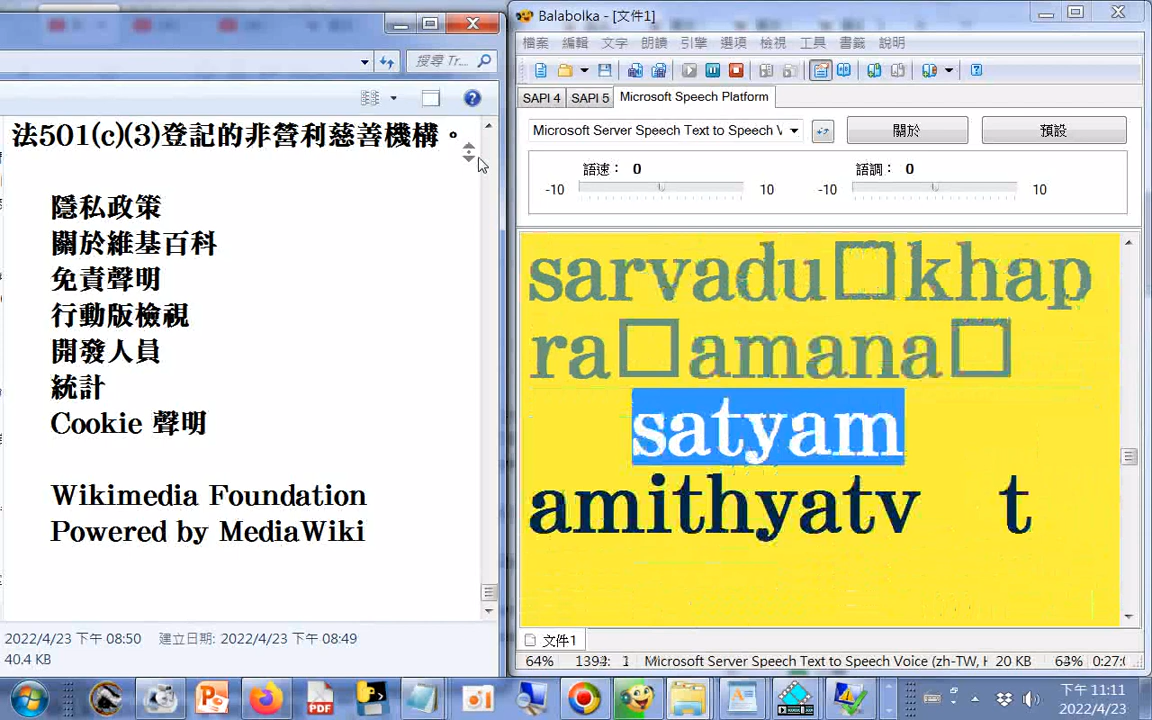 搜尋 Tr...
法501(c)(3)登記的非營利慈善機構。
隱私政策
關於維基百科
免責聲明
行動版檢視
開發人員
統計
Cookie 聲明
Wikimedia Foundation
Powered by MediaWiki
2022/4/23 下午 08:50 建立日期: 2022/4/23 下午 08:49
40.4 KB
Balabolka - [文件1]
檔案 編輯 文字 朗讀 引擎 選項 檢視 工具 書籤 說明
SAPI 4 SAPI 5 Microsoft Speech Platform
Microsoft Server Speech Text to Speech V 關於 預設
語速： 0 語調： 0
-10 10 -10 10
sarvadu□khap
ra□amana□
satyam
amithyatv t
文件1
64% Microsoft Server Speech Text to Speech Voice (zh-TW, H 20 KB 0:27:0
PDF
下午 11:11
2022/4/23